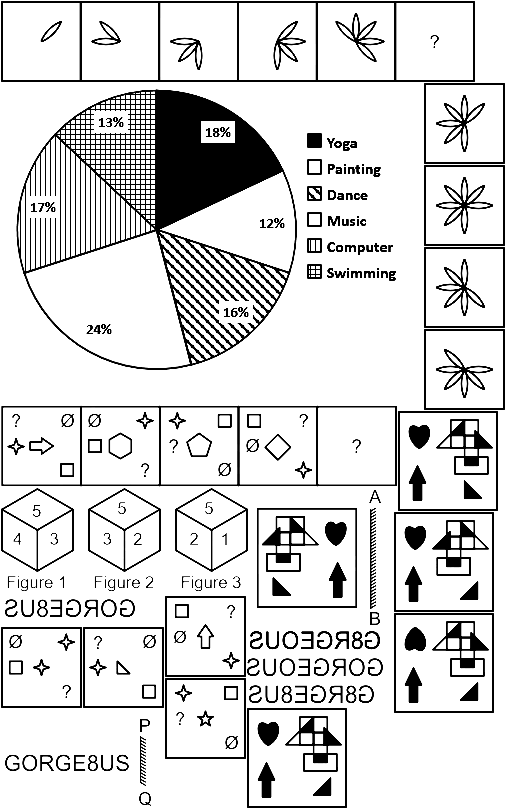 ?
18%
13%
17%
12%
16%
24%
Yoga
Painting
Dance
Music
Computer
Swimming
? Ø
Ø
?
?
Ø
?
Ø
?
A
5
4 3
Figure 1
5
3 2
Figure 2
5
2 1
Figure 3
B
GORGE8US
?
Ø
Ø
?
Ø
G8RGEOUS
GORGEOUS
G8RGE8US
?
Ø
P
GORGE8US
Q